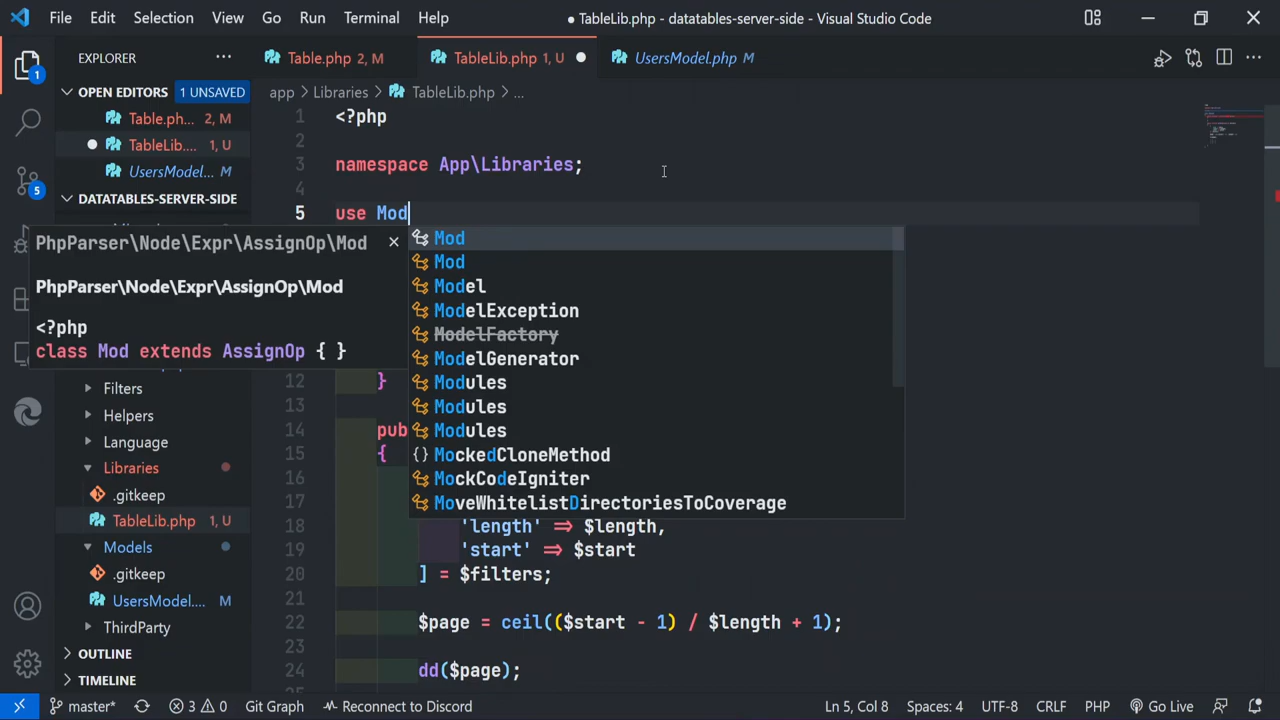 File Edit Selection View Go Run Terminal Help
● TableLib.php - datatables-server-side - Visual Studio Code
EXPLORER
OPEN EDITORS 1 UNSAVED
Table.ph... 2, M
TableLib.... 1, U
UsersModel.... M
DATATABLES-SERVER-SIDE
Filters
Helpers
Language
Libraries
.gitkeep
TableLib.php 1, U
Models
.gitkeep
UsersModel.... M
ThirdParty
OUTLINE
TIMELINE
1
5
Table.php 2, M
TableLib.php 1, U
UsersModel.php M
app > Libraries > TableLib.php > ...
1 <?php
2
3 namespace App\Libraries;
4
5 use Mod
PhpParser\Node\Expr\AssignOp\Mod
PhpParser\Node\Expr\AssignOp\Mod
<?php
class Mod extends AssignOp { }
Mod
Mod
Model
ModelException
ModelFactory
ModelGenerator
Modules
Modules
Modules
MockedCloneMethod
MockCodeIgniter
MoveWhitelistDirectoriesToCoverage
12 }
13
14 pub
15 {
16
18 'length' => $length,
19 'start' => $start
20 ] = $filters;
21
22 $page = ceil(($start - 1) / $length + 1);
23
24 dd($page);
master* 3 0 Git Graph Reconnect to Discord
Ln 5, Col 8 Spaces: 4 UTF-8 CRLF PHP Go Live